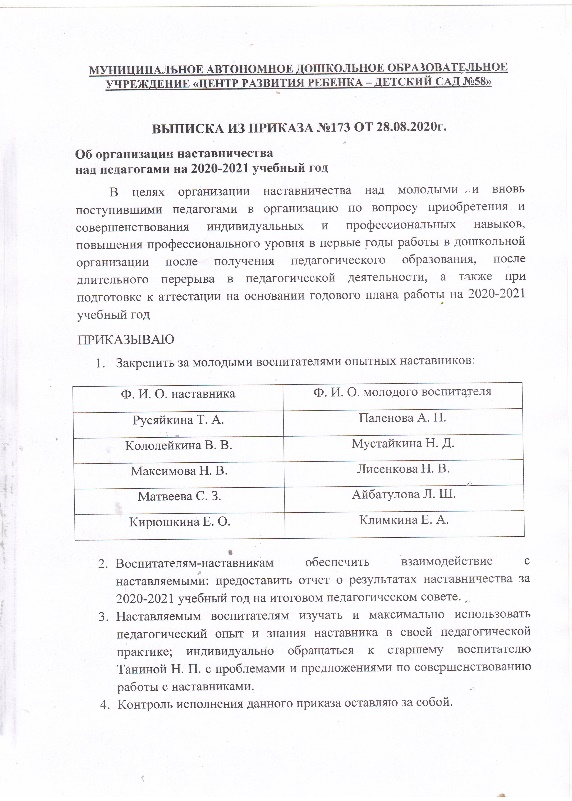 МУНИЦИПАЛЬНОЕ АВТОНОМНОЕ ДОШКОЛЬНОЕ ОБРАЗОВАТЕЛЬНОЕ
УЧРЕЖДЕНИЕ «ЦЕНТР РАЗВИТИЯ РЕБЕНКА – ДЕТСКИЙ САД №58»
ВЫПИСКА ИЗ ПРИКАЗА №173 ОТ 28.08.2020г.
Об организации наставничества
над педагогами на 2020-2021 учебный год
В целях организации наставничества над молодыми и вновь
поступившими педагогами в организацию по вопросу приобретения и
совершенствования индивидуальных и профессиональных навыков,
повышения профессионального уровня в первые годы работы в дошкольной
организации после получения педагогического образования, после
длительного перерыва в педагогической деятельности, а также при
подготовке к аттестации на основании годового плана работы на 2020-2021
учебный год
ПРИКАЗЫВАЮ
1. Закрепить за молодыми воспитателями опытных наставников:
Ф. И. О. наставника Ф. И. О. молодого воспитателя
Русяйкина Т. А. Паленова А. П.
Кололейкина В. В. Мустайкина Н. Д.
Максимова Н. В. Лисенкова Н. В.
Матвеева С. З. Айбатулова Л. Ш.
Кирюшкина Е. О. Климкина Е. А.
2. Воспитателям-наставникам обеспечить взаимодействие с
наставляемыми: предоставить отчет о результатах наставничества за
2020-2021 учебный год на итоговом педагогическом совете.
3. Наставляемым воспитателям изучать и максимально использовать
педагогический опыт и знания наставника в своей педагогической
практике; индивидуально обращаться к старшему воспитателю
Таниной Н. П. с проблемами и предложениями по совершенствованию
работы с наставниками.
4. Контроль исполнения данного приказа оставляю за собой.